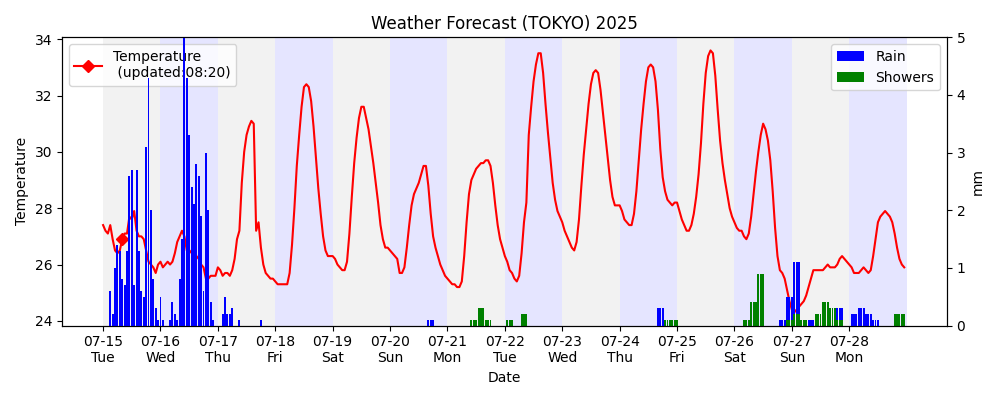 Weather Forecast (TOKYO) 2025
Temperature
(updated:08:20)
Rain
Showers
Temperature
34
32
30
28
26
24
5
4
3
2
1
0
mm
07-15 07-16 07-17 07-18 07-19 07-20 07-21 07-22 07-23 07-24 07-25 07-26 07-27 07-28
Tue Wed Thu Fri Sat Sun Mon Tue Wed Thu Fri Sat Sun Mon
Date